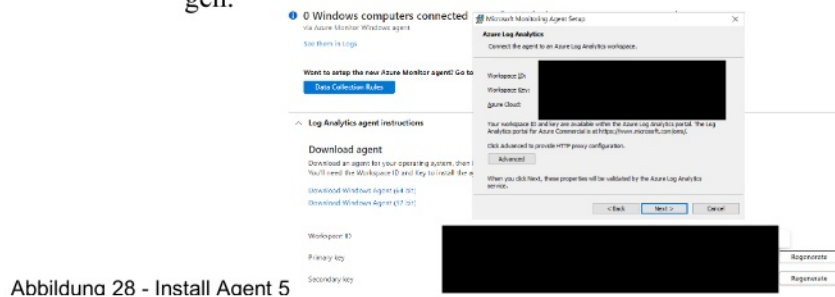 gen.
0 Windows computers connected
via Azure Monitor Windows agent
See them in Logs
Want to setup the new Azure Monitor agent? Go to
Data Collection Rules
Log Analytics agent instructions
Download agent
Download an agent for your operating system, then
You'll need the Workspace ID and Key to install the
Download Windows Agent (64 bit)
Download Windows Agent (32 bit)
Workspace ID
Primary key
Regenerate
Secondary key
Regenerate
Microsoft Monitoring Agent Setup
Azure Log Analytics
Connect the agent to an Azure Log Analytics workspace.
Workspace ID:
Workspace Key:
Azure Cloud:
Your workspace ID and key are available within the Azure Log Analytics portal. The Log
Analytics portal for Azure Commercial is at
Click Advanced to provide HTTP proxy configuration.
Advanced
When you click Next, these properties will be validated by the Azure Log Analytics
service.
< Back
Next >
Cancel
Abbildung 28 - Install Agent 5